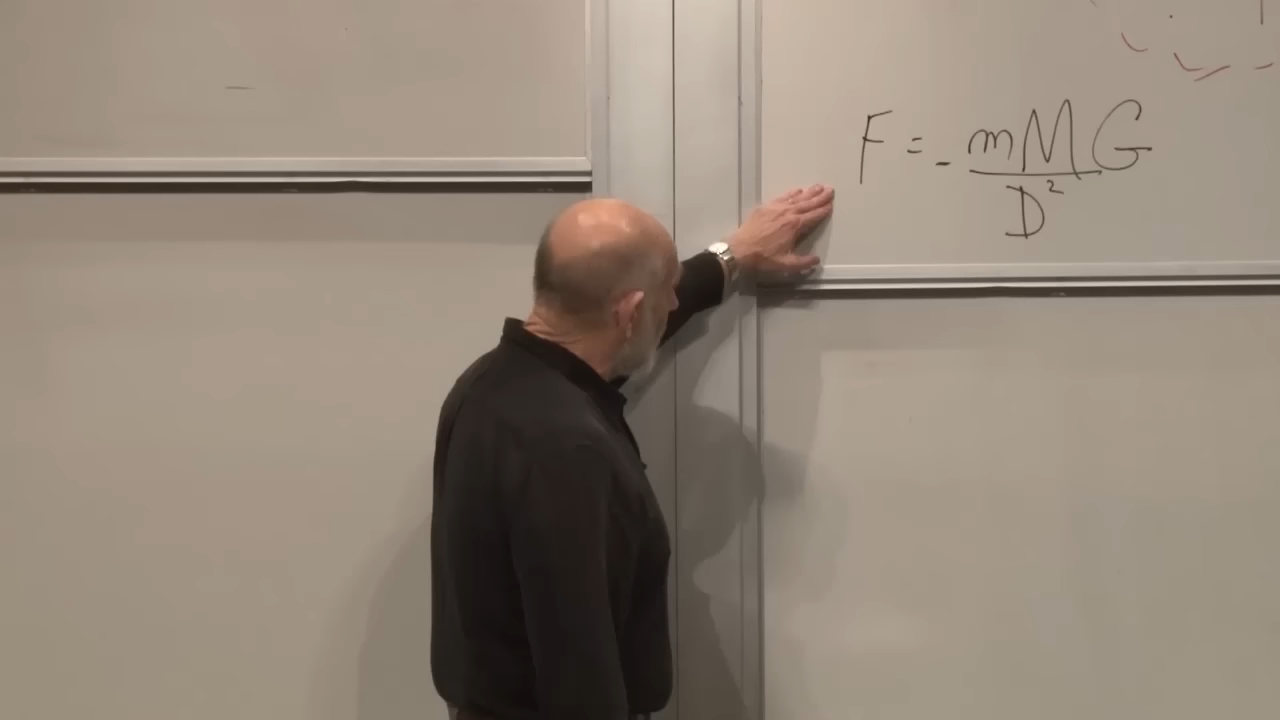 F = - mMG / D²